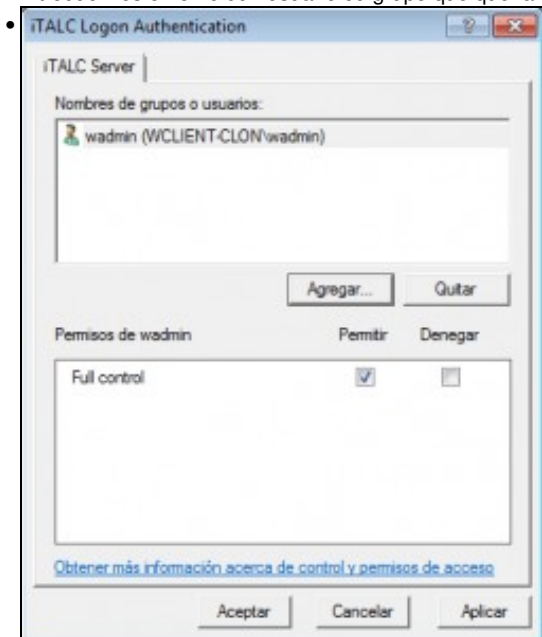 iTALC Logon Authentication
iTALC Server
Nombres de grupos o usuarios:
wadmin (WCLIENT-CLON\wadmin)
Agregar... Quitar
Permisos de wadmin Permitir Denegar
Full control
Obtener más información acerca de control y permisos de acceso
Aceptar Cancelar Aplicar